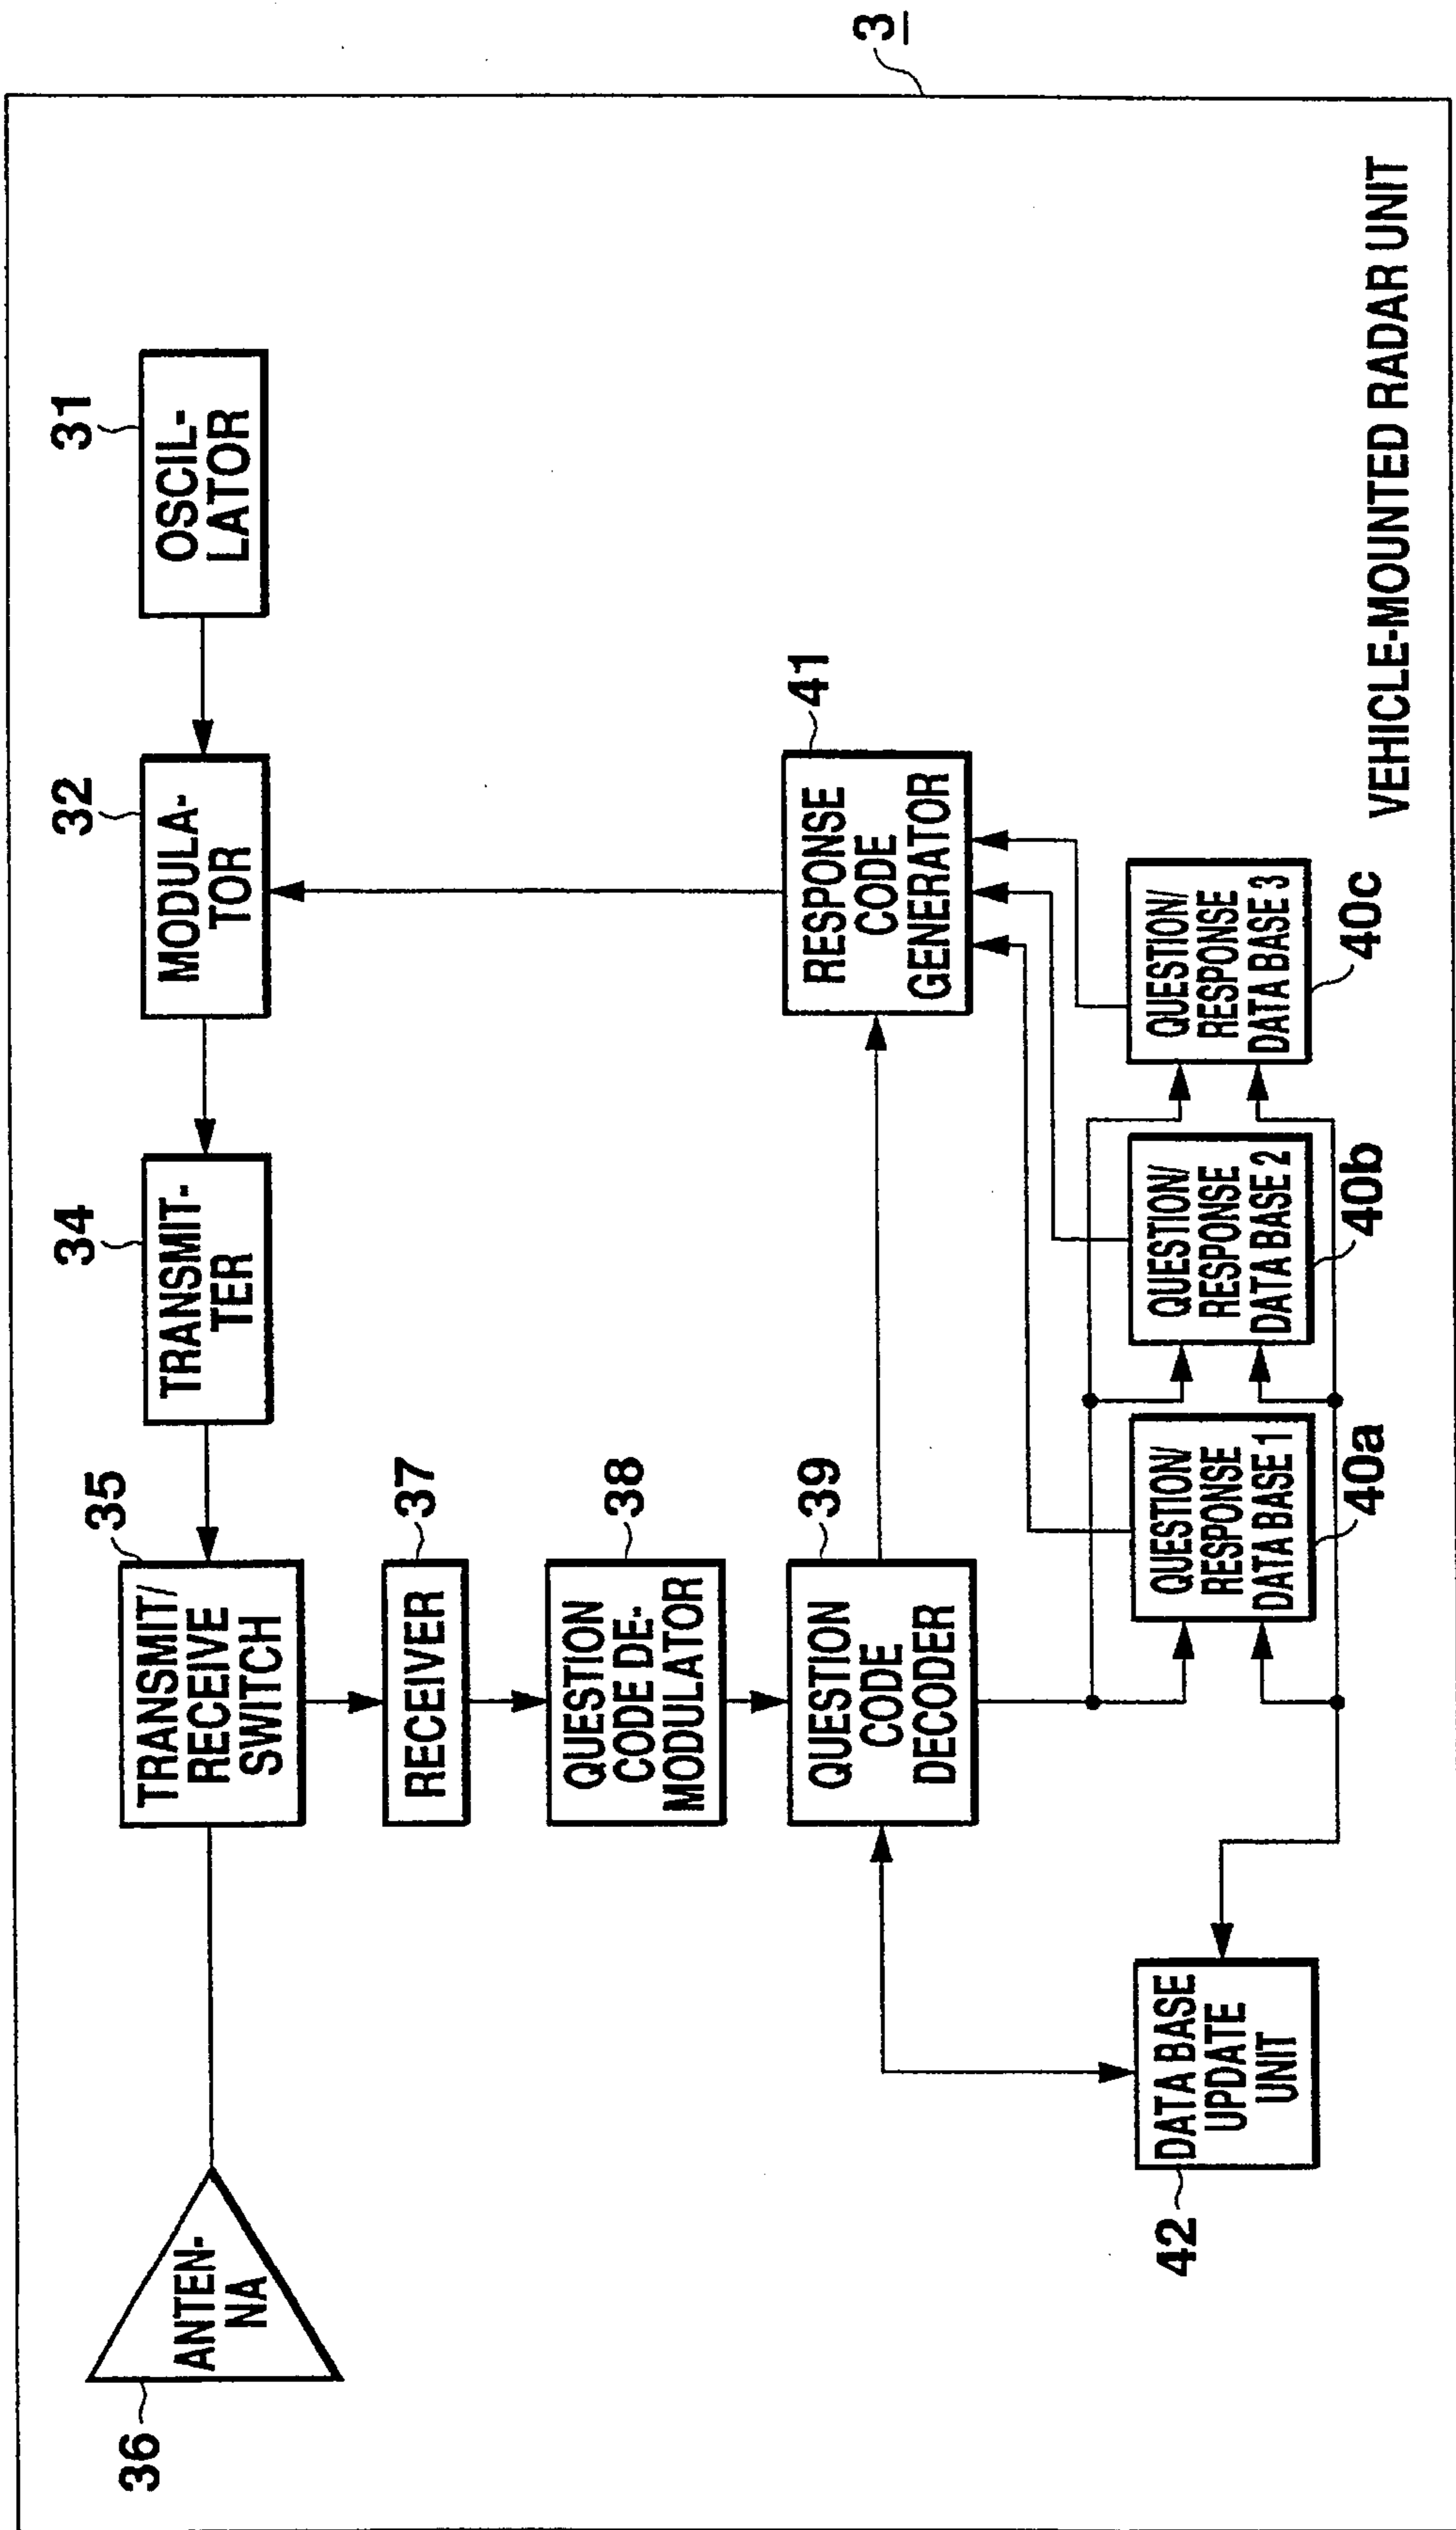 3
36
ANTEN-
NA
35
TRANSMIT/
RECEIVE
SWITCH
34
TRANSMIT-
TER
32
MODULA-
TOR
31
OSCIL-
LATOR
37
RECEIVER
38
QUESTION
CODE DE-
MODULATOR
39
QUESTION
CODE
DECODER
41
RESPONSE
CODE
GENERATOR
42
DATA BASE
UPDATE
UNIT
QUESTION/
RESPONSE
DATA BASE 1
40a
QUESTION/
RESPONSE
DATA BASE 2
40b
QUESTION/
RESPONSE
DATA BASE 3
40c
VEHICLE-MOUNTED RADAR UNIT